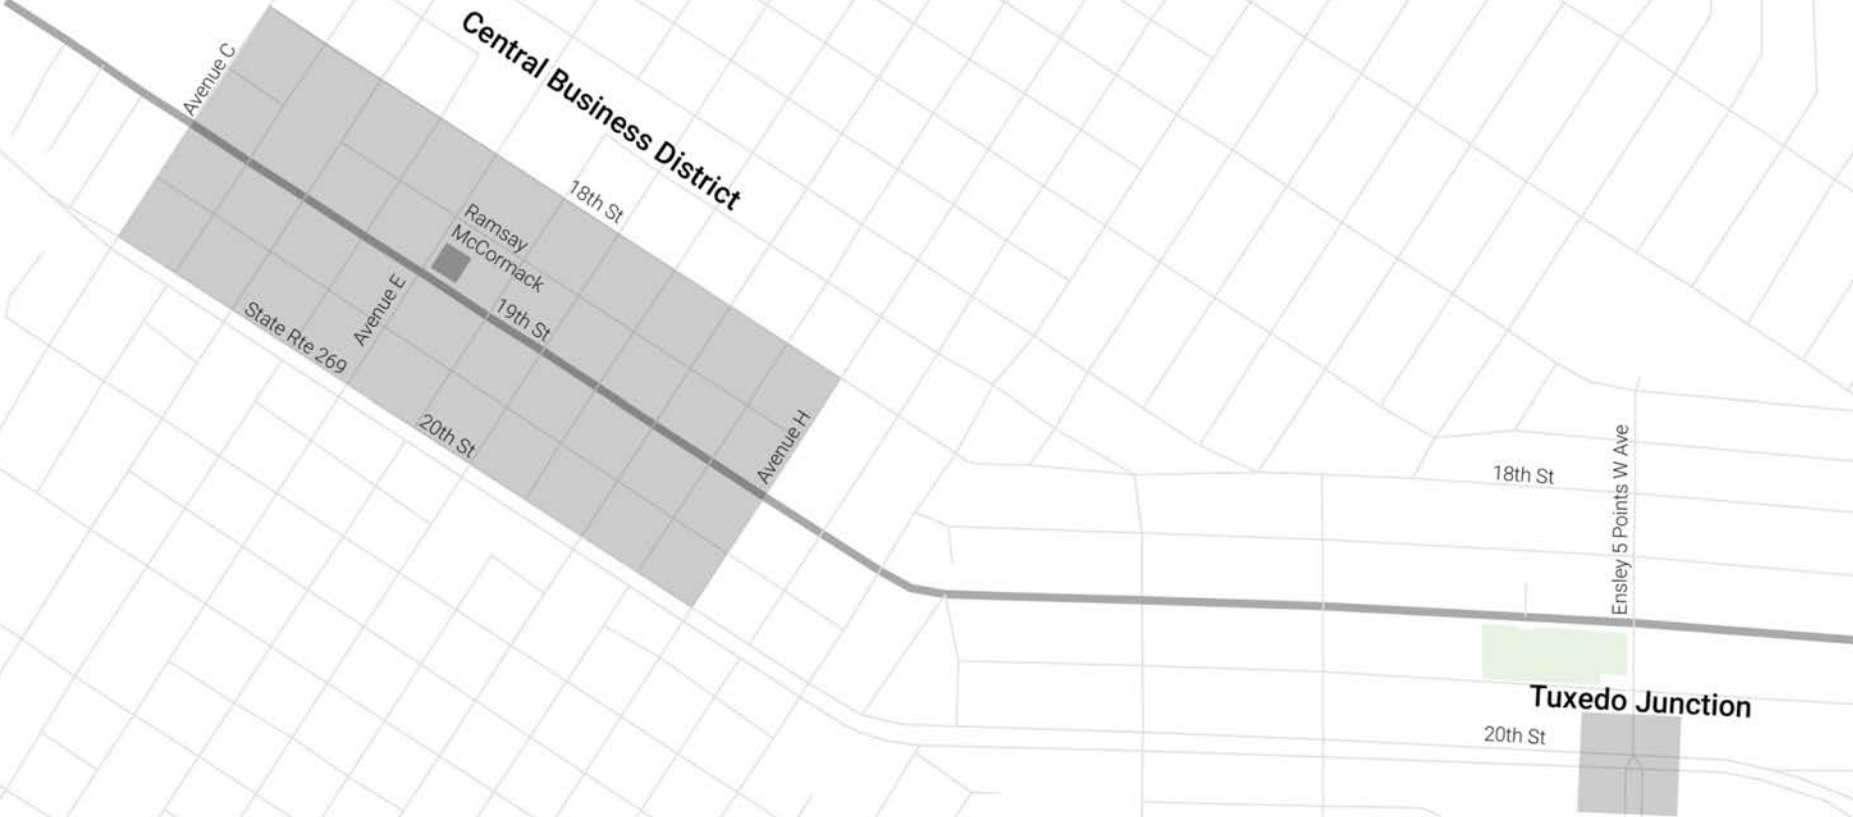 Central Business District
Avenue C
18th St
Ramsay
McCormack
Avenue E
19th St
State Rte 269
20th St
Avenue H
18th St
Ensley 5 Points W Ave
Tuxedo Junction
20th St